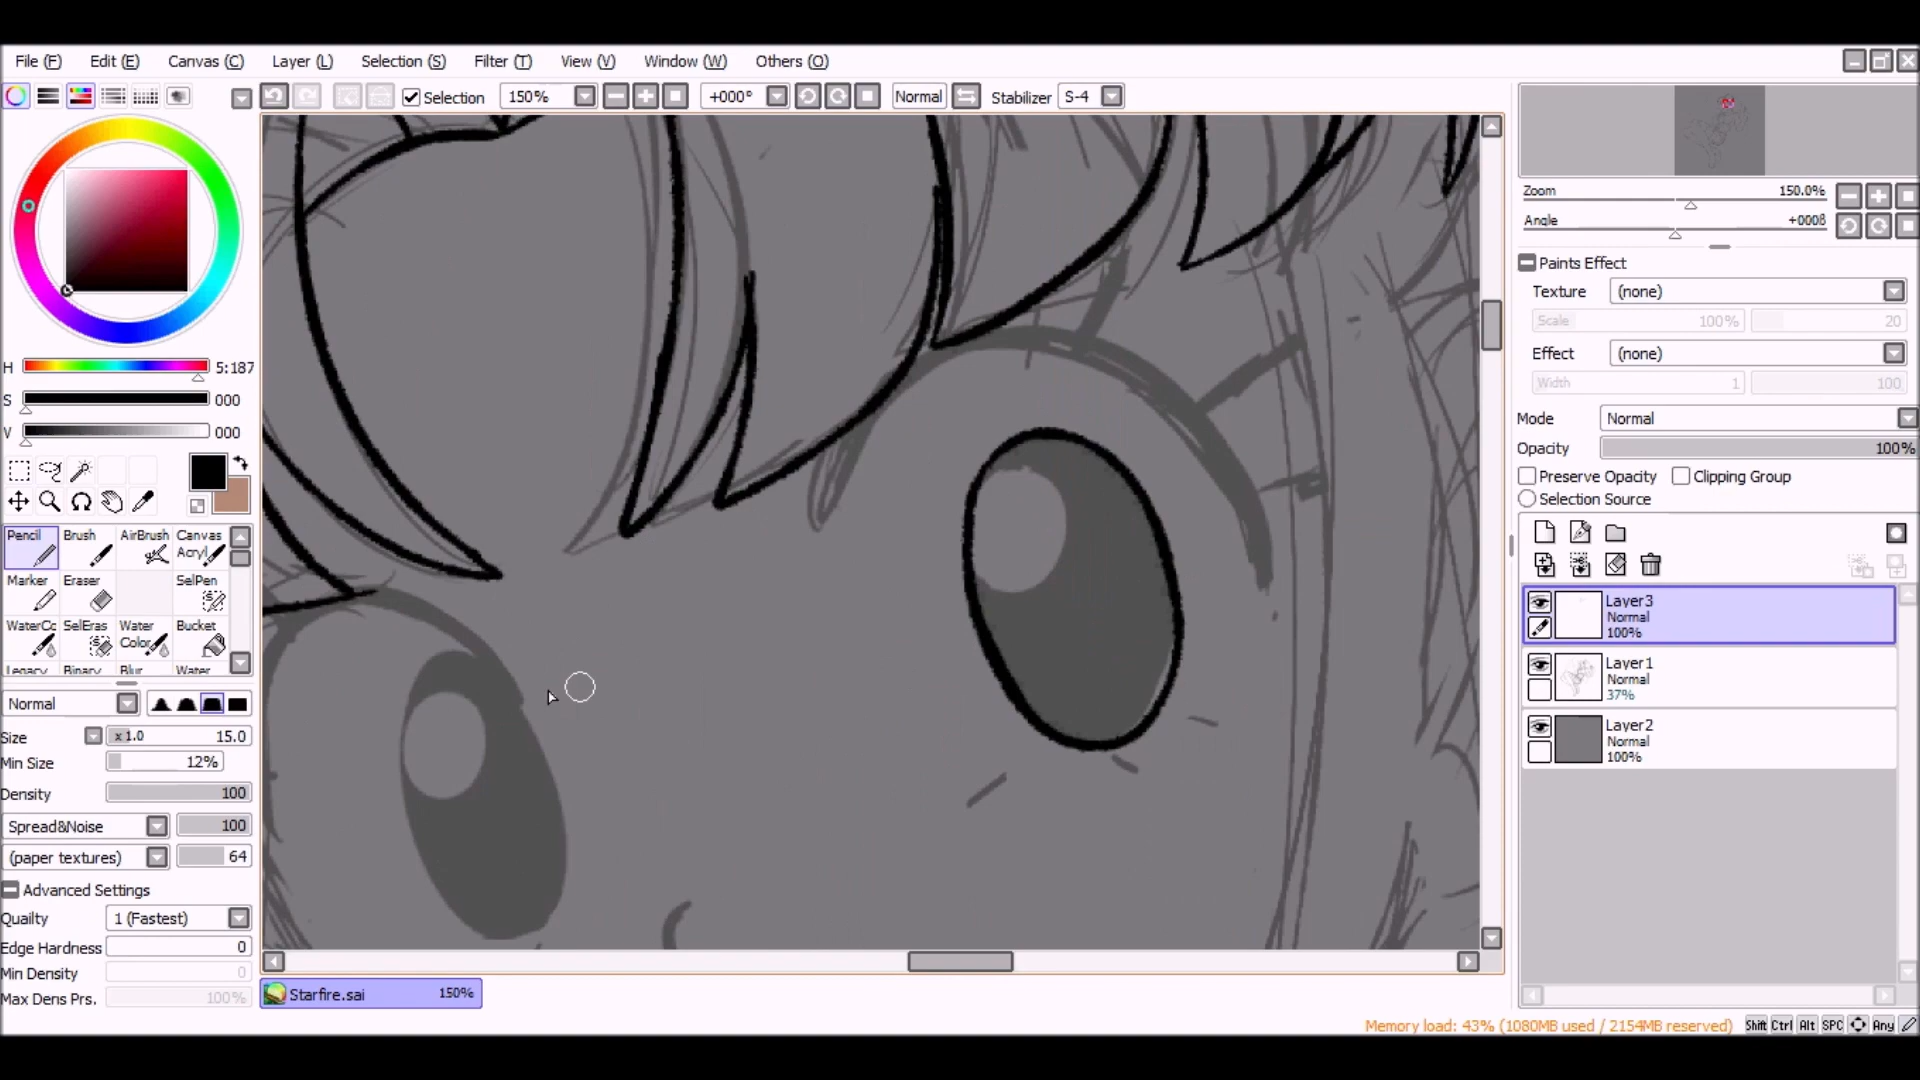 File (F) Edit (E) Canvas (C) Layer (L) Selection (S) Filter (T) View (V) Window (W) Others (O)
Selection 150% +000° Normal Stabilizer S-4
H 5:187
S 000
V 000
Pencil Brush AirBrush Canvas Acryl
Marker Eraser SelPen
WaterCc SelEras Water Color Bucket
Legacy Binary Blur Water
Normal
Size x 1.0 15.0
Min Size 12%
Density 100
Spread&Noise 100
(paper textures) 64
Advanced Settings
Quailty 1 (Fastest)
Edge Hardness 0
Min Density 0
Max Dens Prs. 100%
Starfire.sai 150%
Zoom 150.0%
Angle +0008
Paints Effect
Texture (none)
Scale 100% 20
Effect (none)
Width 1 100
Mode Normal
Opacity 100%
Preserve Opacity Clipping Group
Selection Source
Layer3
Normal
100%
Layer1
Normal
37%
Layer2
Normal
100%
Memory load: 43% (1080MB used / 2154MB reserved) Shift Ctrl Alt SPC Any